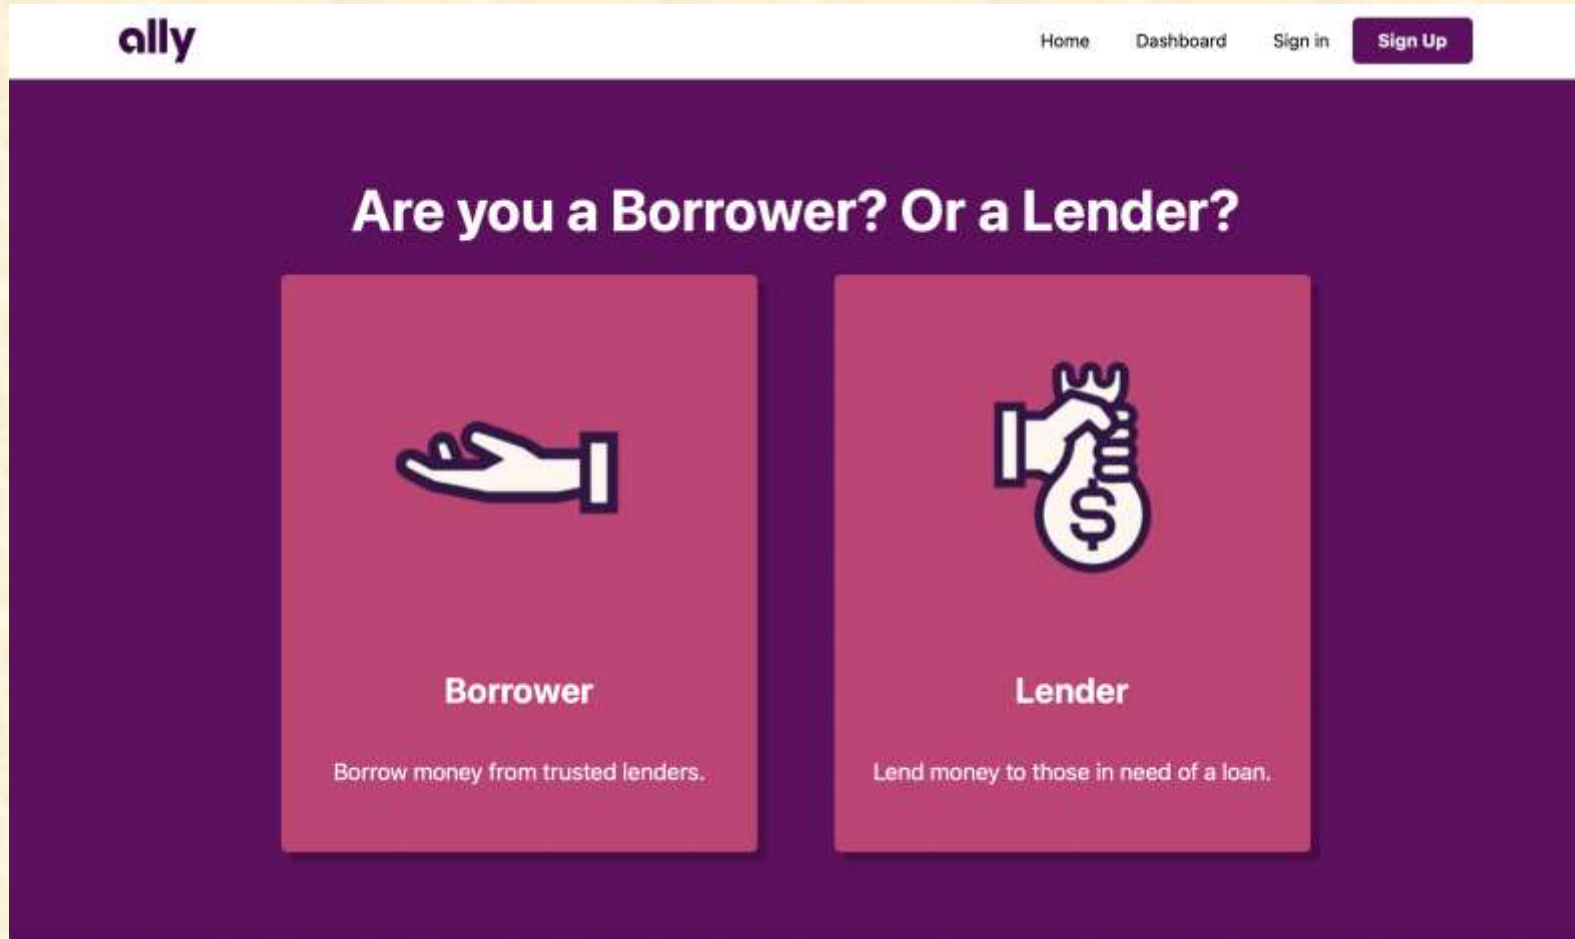 ally
Home Dashboard Sign in Sign Up
Are you a Borrower? Or a Lender?
$
Borrower
Borrow money from trusted lenders.
Lender
Lend money to those in need of a loan.